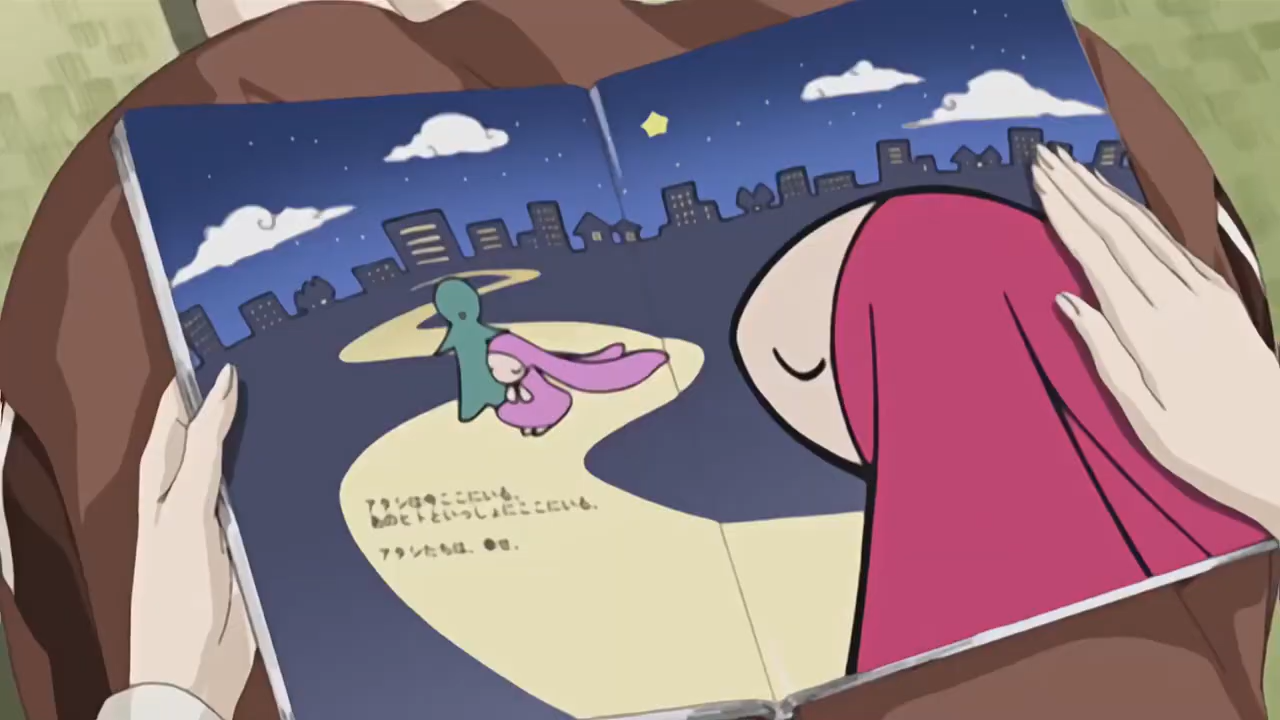 アタシは今ここにいる。
あのヒトといっしょにここにいる。
アタシたちは、せ。